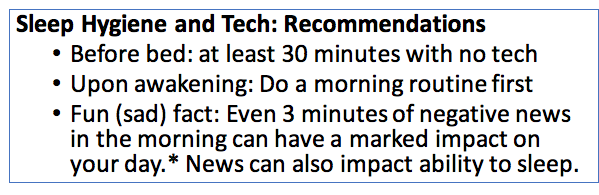 Sleep Hygiene and Tech: Recommendations
• Before bed: at least 30 minutes with no tech
• Upon awakening: Do a morning routine first
• Fun (sad) fact: Even 3 minutes of negative news
in the morning can have a marked impact on
your day.* News can also impact ability to sleep.